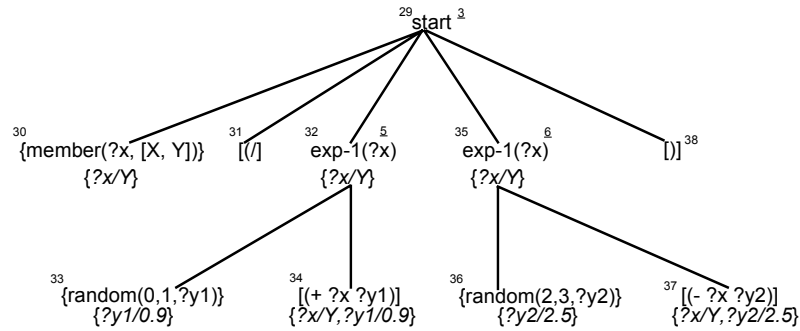 29 start 3
30 {member(?x, [X, Y])} 31 [(/] 32 exp-1(?x) 5 35 exp-1(?x) 6 [)] 38
{?x/Y} {?x/Y} {?x/Y}
33 {random(0,1,?y1)} 34 [(+ ?x ?y1)] 36 {random(2,3,?y2)} 37 [(- ?x ?y2)]
{?y1/0.9} {?x/Y,?y1/0.9} {?y2/2.5} {?x/Y,?y2/2.5}